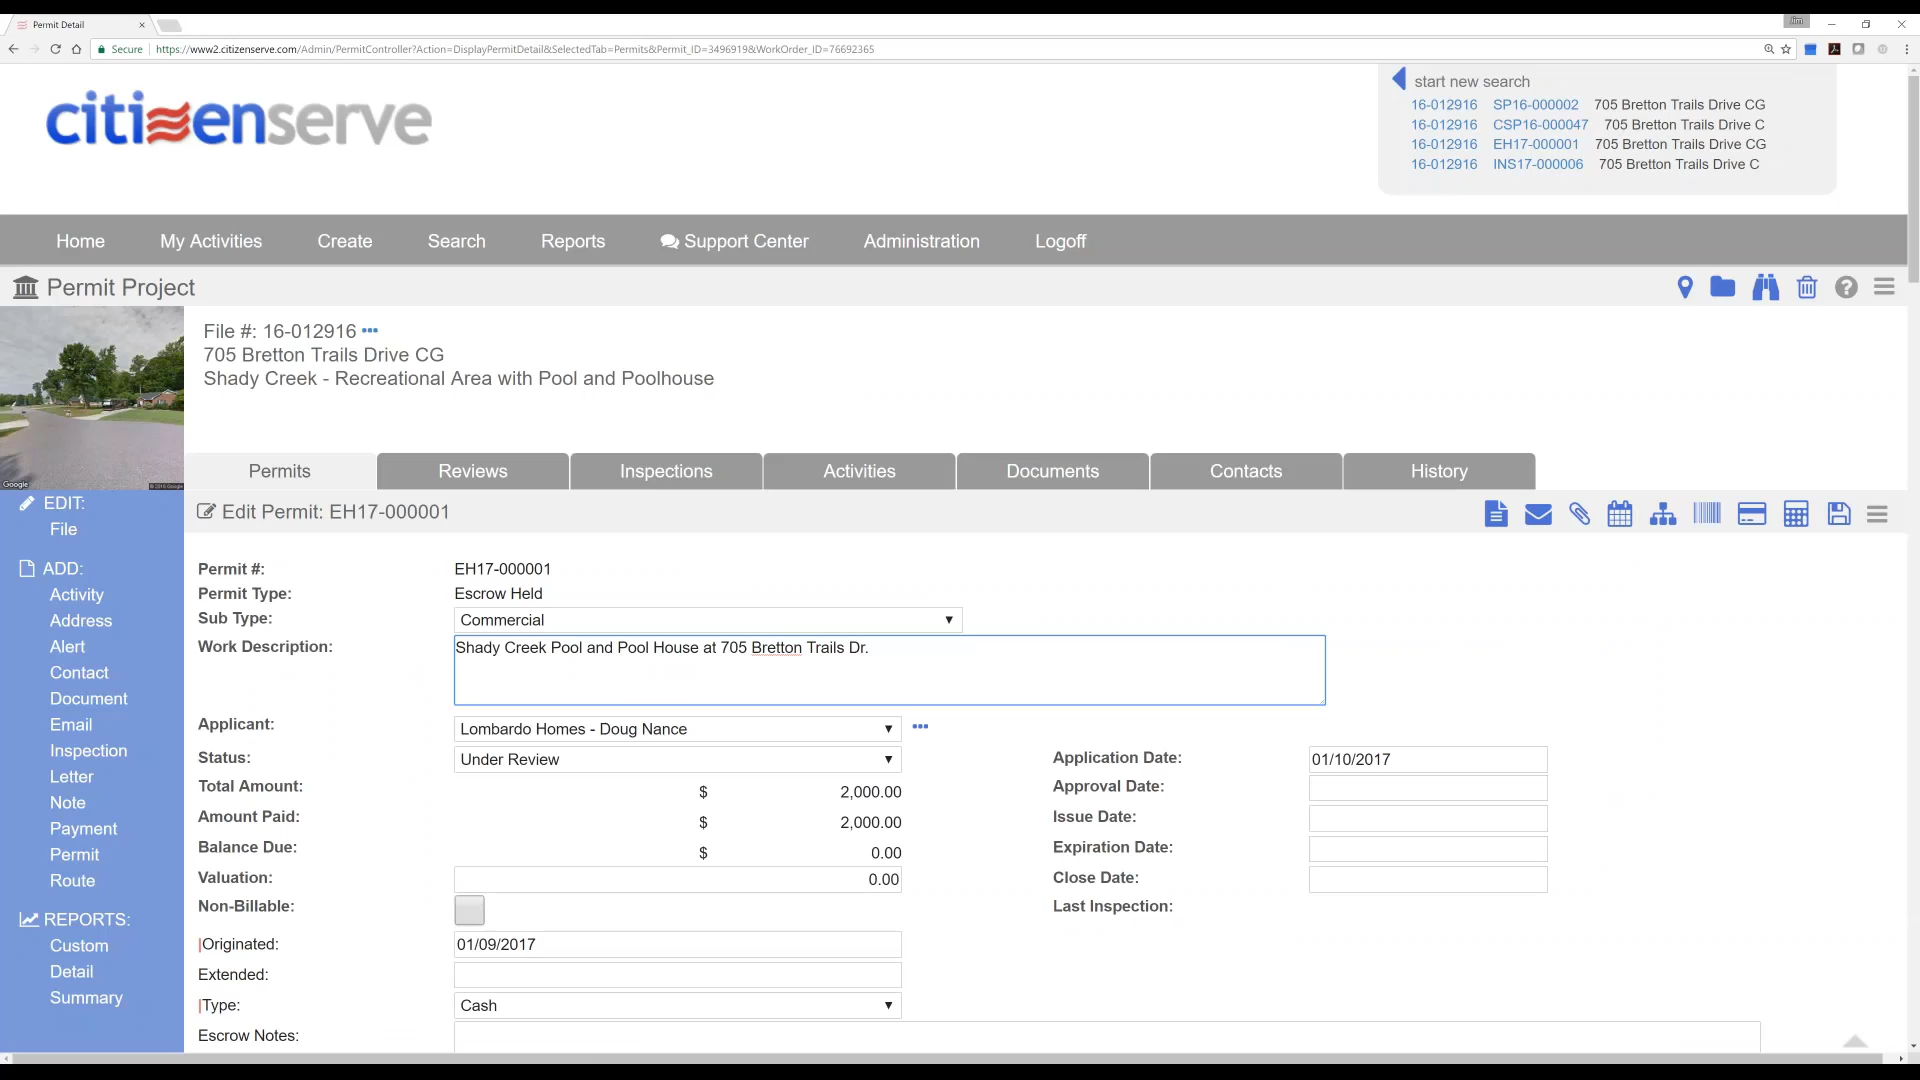 Permit Detail
Jim
Secure https://www2.citizenserve.com/Admin/PermitController?Action=DisplayPermitDetail&SelectedTab=Permits&Permit_ID=3496919&WorkOrder_ID=76692365
citizenserve
start new search
16-012916 SP16-000002 705 Bretton Trails Drive CG
16-012916 CSP16-000047 705 Bretton Trails Drive C
16-012916 EH17-000001 705 Bretton Trails Drive CG
16-012916 INS17-000006 705 Bretton Trails Drive C
Home My Activities Create Search Reports Support Center Administration Logoff
Permit Project
File #: 16-012916
705 Bretton Trails Drive CG
Shady Creek - Recreational Area with Pool and Poolhouse
Google
Permits Reviews Inspections Activities Documents Contacts History
Edit Permit: EH17-000001
EDIT:
File
ADD:
Activity
Address
Alert
Contact
Document
Email
Inspection
Letter
Note
Payment
Permit
Route
REPORTS:
Custom
Detail
Summary
Permit #: EH17-000001
Permit Type: Escrow Held
Sub Type: Commercial
Work Description: Shady Creek Pool and Pool House at 705 Bretton Trails Dr.
Applicant: Lombardo Homes - Doug Nance
Status: Under Review Application Date: 01/10/2017
Total Amount: $ 2,000.00 Approval Date:
Amount Paid: $ 2,000.00 Issue Date:
Balance Due: $ 0.00 Expiration Date:
Valuation: 0.00 Close Date:
Non-Billable: Last Inspection:
|Originated: 01/09/2017
Extended:
|Type: Cash
Escrow Notes: